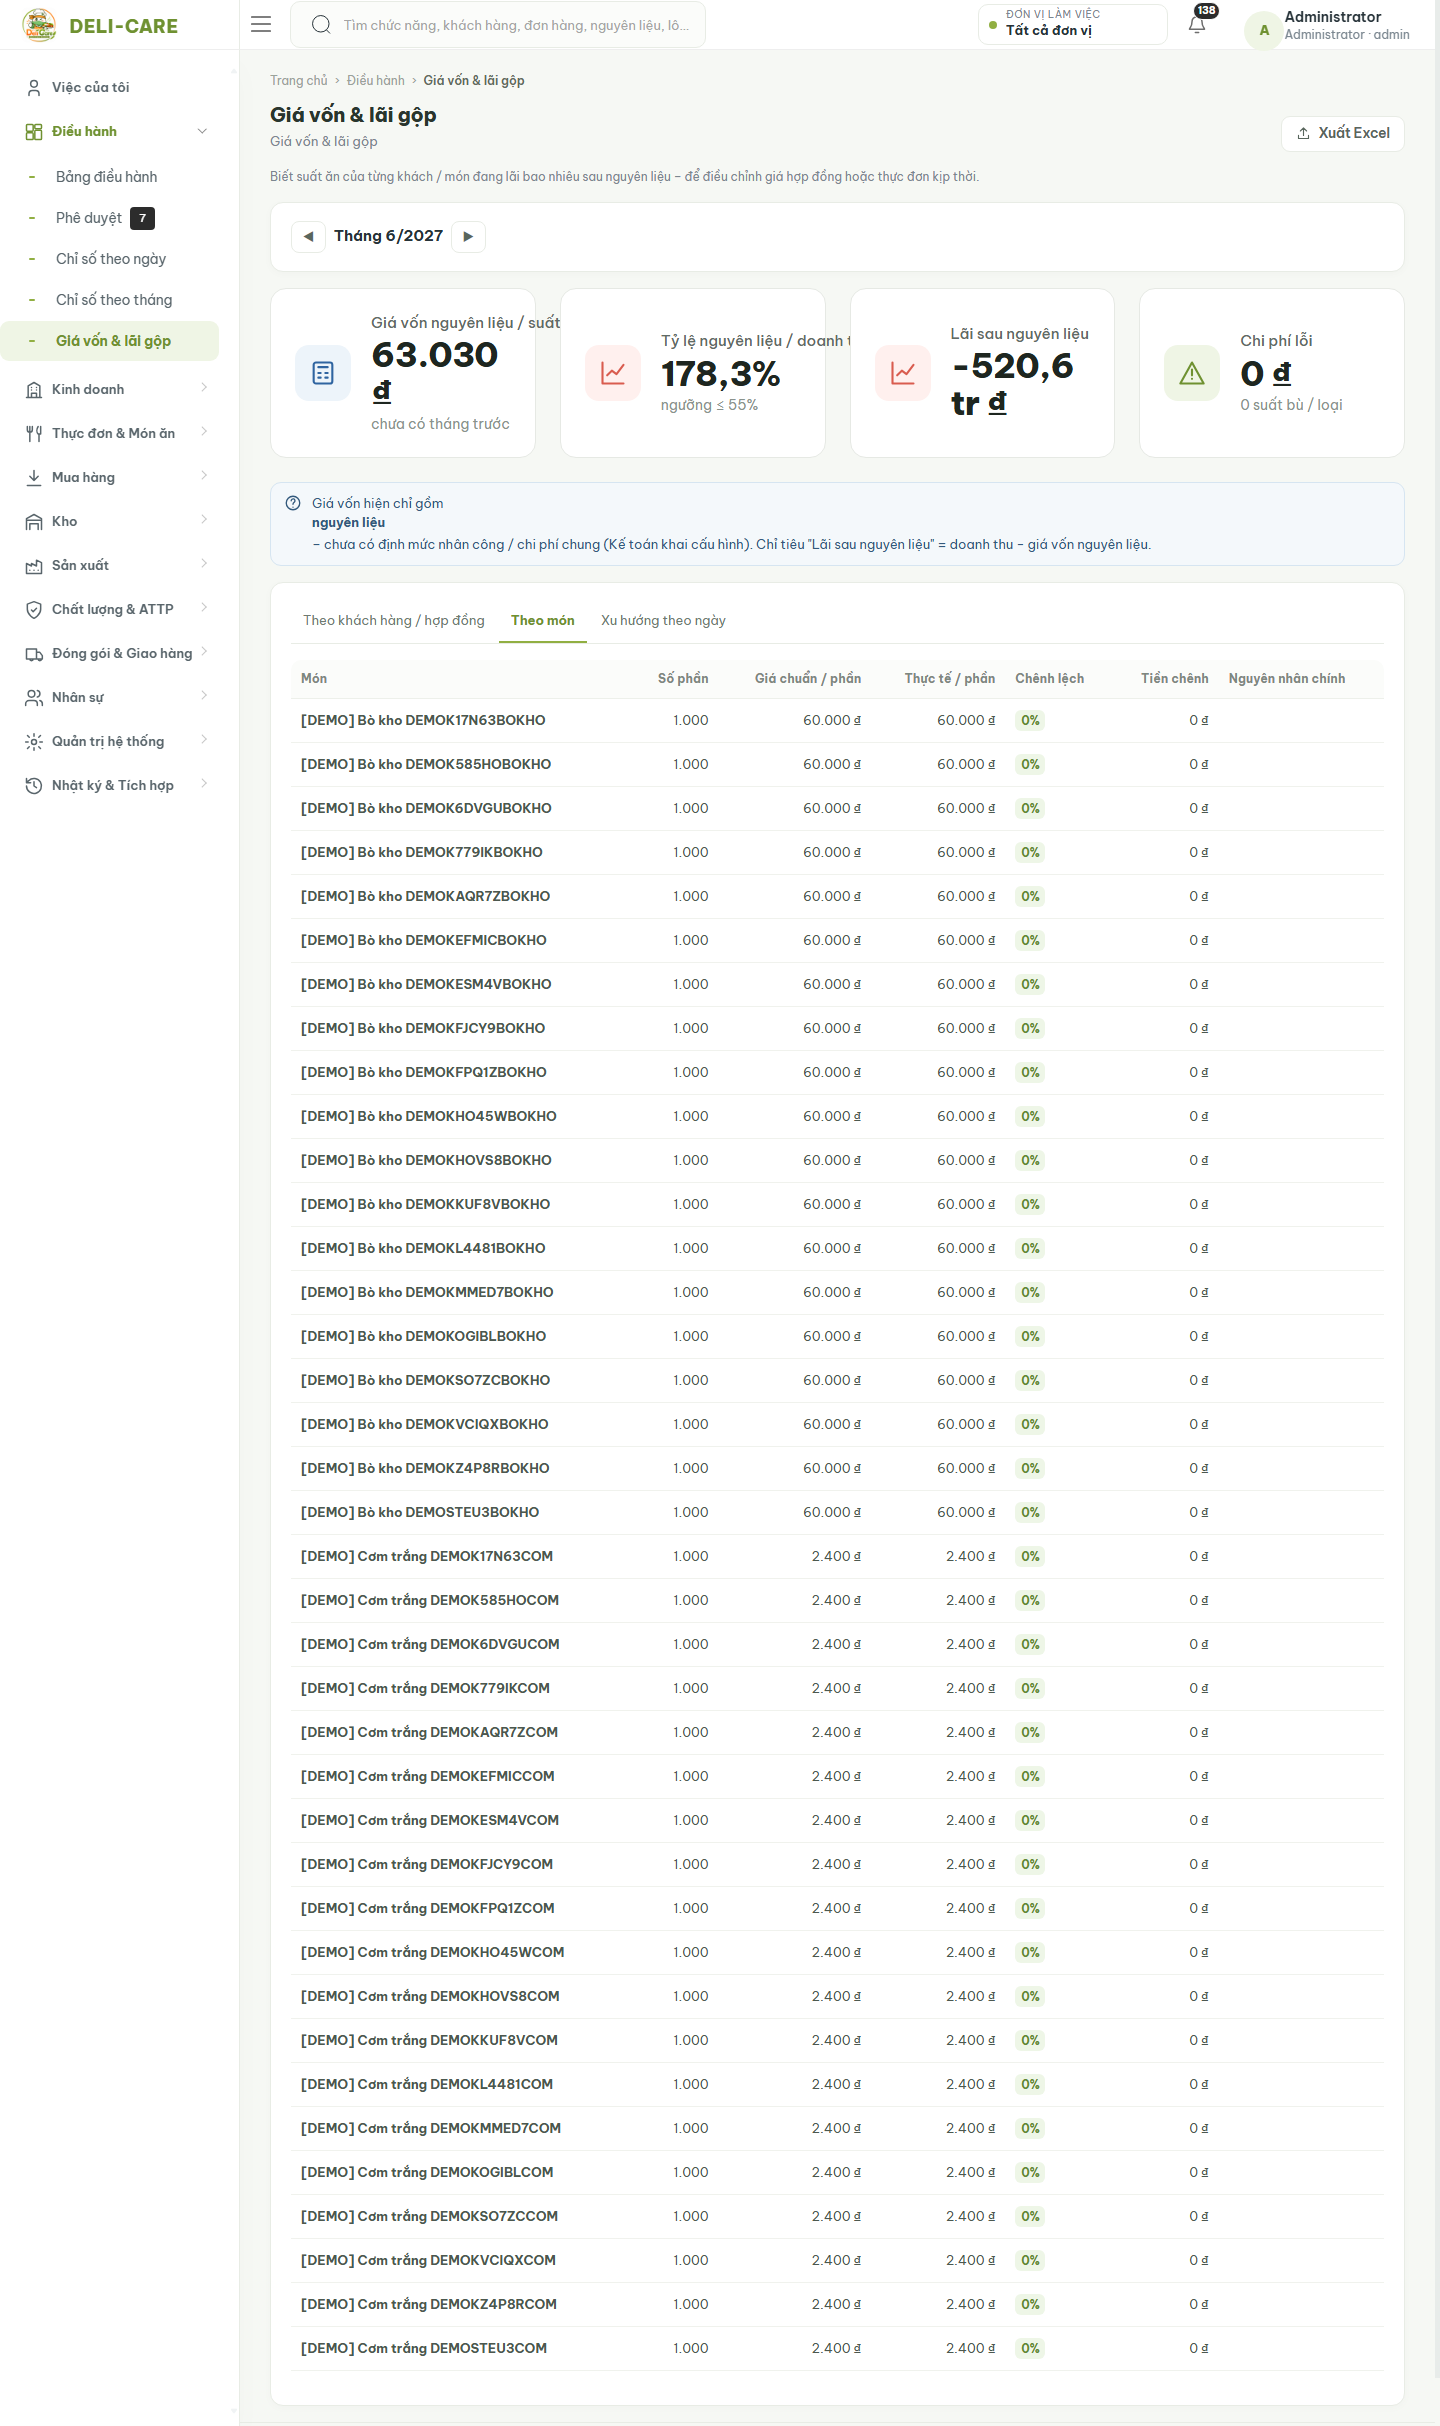 DELI-CARE
Tìm chức năng, khách hàng, đơn hàng, nguyên liệu, lô...
ĐƠN VỊ LÀM VIỆC
Tất cả đơn vị
138
A
Administrator
Administrator · admin
Việc của tôi
Điều hành
Bảng điều hành
Phê duyệt 7
Chỉ số theo ngày
Chỉ số theo tháng
Giá vốn & lãi gộp
Kinh doanh
Thực đơn & Món ăn
Mua hàng
Kho
Sản xuất
Chất lượng & ATTP
Đóng gói & Giao hàng
Nhân sự
Quản trị hệ thống
Nhật ký & Tích hợp
Trang chủ > Điều hành > Giá vốn & lãi gộp
Giá vốn & lãi gộp
Giá vốn & lãi gộp
Xuất Excel
Biết suất ăn của từng khách / món đang lãi bao nhiêu sau nguyên liệu – để điều chỉnh giá hợp đồng hoặc thực đơn kịp thời.
◀ Tháng 6/2027 ▶
Giá vốn nguyên liệu / suất
63.030
đ
chưa có tháng trước
Tỷ lệ nguyên liệu / doanh
178,3%
ngưỡng ≤ 55%
Lãi sau nguyên liệu
-520,6
tr đ
Chi phí lỗi
0 đ
0 suất bù / loại
Giá vốn hiện chỉ gồm
nguyên liệu
– chưa có định mức nhân công / chi phí chung (Kế toán khai cấu hình). Chỉ tiêu "Lãi sau nguyên liệu" = doanh thu – giá vốn nguyên liệu.
Theo khách hàng / hợp đồng Theo món Xu hướng theo ngày
Món Số phần Giá chuẩn / phần Thực tế / phần Chênh lệch Tiền chênh Nguyên nhân chính
[DEMO] Bò kho DEMOK17N63BOKHO 1.000 60.000 đ 60.000 đ 0% 0 đ
[DEMO] Bò kho DEMOK585HOBOKHO 1.000 60.000 đ 60.000 đ 0% 0 đ
[DEMO] Bò kho DEMOK6DVGUBOKHO 1.000 60.000 đ 60.000 đ 0% 0 đ
[DEMO] Bò kho DEMOK779IKBOKHO 1.000 60.000 đ 60.000 đ 0% 0 đ
[DEMO] Bò kho DEMOKAQR7ZBOKHO 1.000 60.000 đ 60.000 đ 0% 0 đ
[DEMO] Bò kho DEMOKEFMICBOKHO 1.000 60.000 đ 60.000 đ 0% 0 đ
[DEMO] Bò kho DEMOKESM4VBOKHO 1.000 60.000 đ 60.000 đ 0% 0 đ
[DEMO] Bò kho DEMOKFJCY9BOKHO 1.000 60.000 đ 60.000 đ 0% 0 đ
[DEMO] Bò kho DEMOKFPQ1ZBOKHO 1.000 60.000 đ 60.000 đ 0% 0 đ
[DEMO] Bò kho DEMOKHO45WBOKHO 1.000 60.000 đ 60.000 đ 0% 0 đ
[DEMO] Bò kho DEMOKHOVS8BOKHO 1.000 60.000 đ 60.000 đ 0% 0 đ
[DEMO] Bò kho DEMOKKUF8VBOKHO 1.000 60.000 đ 60.000 đ 0% 0 đ
[DEMO] Bò kho DEMOKL4481BOKHO 1.000 60.000 đ 60.000 đ 0% 0 đ
[DEMO] Bò kho DEMOKMMED7BOKHO 1.000 60.000 đ 60.000 đ 0% 0 đ
[DEMO] Bò kho DEMOKOGIBLBOKHO 1.000 60.000 đ 60.000 đ 0% 0 đ
[DEMO] Bò kho DEMOKSO7ZCBOKHO 1.000 60.000 đ 60.000 đ 0% 0 đ
[DEMO] Bò kho DEMOKVCIQXBOKHO 1.000 60.000 đ 60.000 đ 0% 0 đ
[DEMO] Bò kho DEMOKZ4P8RBOKHO 1.000 60.000 đ 60.000 đ 0% 0 đ
[DEMO] Bò kho DEMOSTEU3BOKHO 1.000 60.000 đ 60.000 đ 0% 0 đ
[DEMO] Cơm trắng DEMOK17N63COM 1.000 2.400 đ 2.400 đ 0% 0 đ
[DEMO] Cơm trắng DEMOK585HOCOM 1.000 2.400 đ 2.400 đ 0% 0 đ
[DEMO] Cơm trắng DEMOK6DVGUCOM 1.000 2.400 đ 2.400 đ 0% 0 đ
[DEMO] Cơm trắng DEMOK779IKCOM 1.000 2.400 đ 2.400 đ 0% 0 đ
[DEMO] Cơm trắng DEMOKAQR7ZCOM 1.000 2.400 đ 2.400 đ 0% 0 đ
[DEMO] Cơm trắng DEMOKEFMICCOM 1.000 2.400 đ 2.400 đ 0% 0 đ
[DEMO] Cơm trắng DEMOKESM4VCOM 1.000 2.400 đ 2.400 đ 0% 0 đ
[DEMO] Cơm trắng DEMOKFJCY9COM 1.000 2.400 đ 2.400 đ 0% 0 đ
[DEMO] Cơm trắng DEMOKFPQ1ZCOM 1.000 2.400 đ 2.400 đ 0% 0 đ
[DEMO] Cơm trắng DEMOKHO45WCOM 1.000 2.400 đ 2.400 đ 0% 0 đ
[DEMO] Cơm trắng DEMOKHOVS8COM 1.000 2.400 đ 2.400 đ 0% 0 đ
[DEMO] Cơm trắng DEMOKKUF8VCOM 1.000 2.400 đ 2.400 đ 0% 0 đ
[DEMO] Cơm trắng DEMOKL4481COM 1.000 2.400 đ 2.400 đ 0% 0 đ
[DEMO] Cơm trắng DEMOKMMED7COM 1.000 2.400 đ 2.400 đ 0% 0 đ
[DEMO] Cơm trắng DEMOKOGIBLCOM 1.000 2.400 đ 2.400 đ 0% 0 đ
[DEMO] Cơm trắng DEMOKSO7ZCCOM 1.000 2.400 đ 2.400 đ 0% 0 đ
[DEMO] Cơm trắng DEMOKVCIQXCOM 1.000 2.400 đ 2.400 đ 0% 0 đ
[DEMO] Cơm trắng DEMOKZ4P8RCOM 1.000 2.400 đ 2.400 đ 0% 0 đ
[DEMO] Cơm trắng DEMOSTEU3COM 1.000 2.400 đ 2.400 đ 0% 0 đ